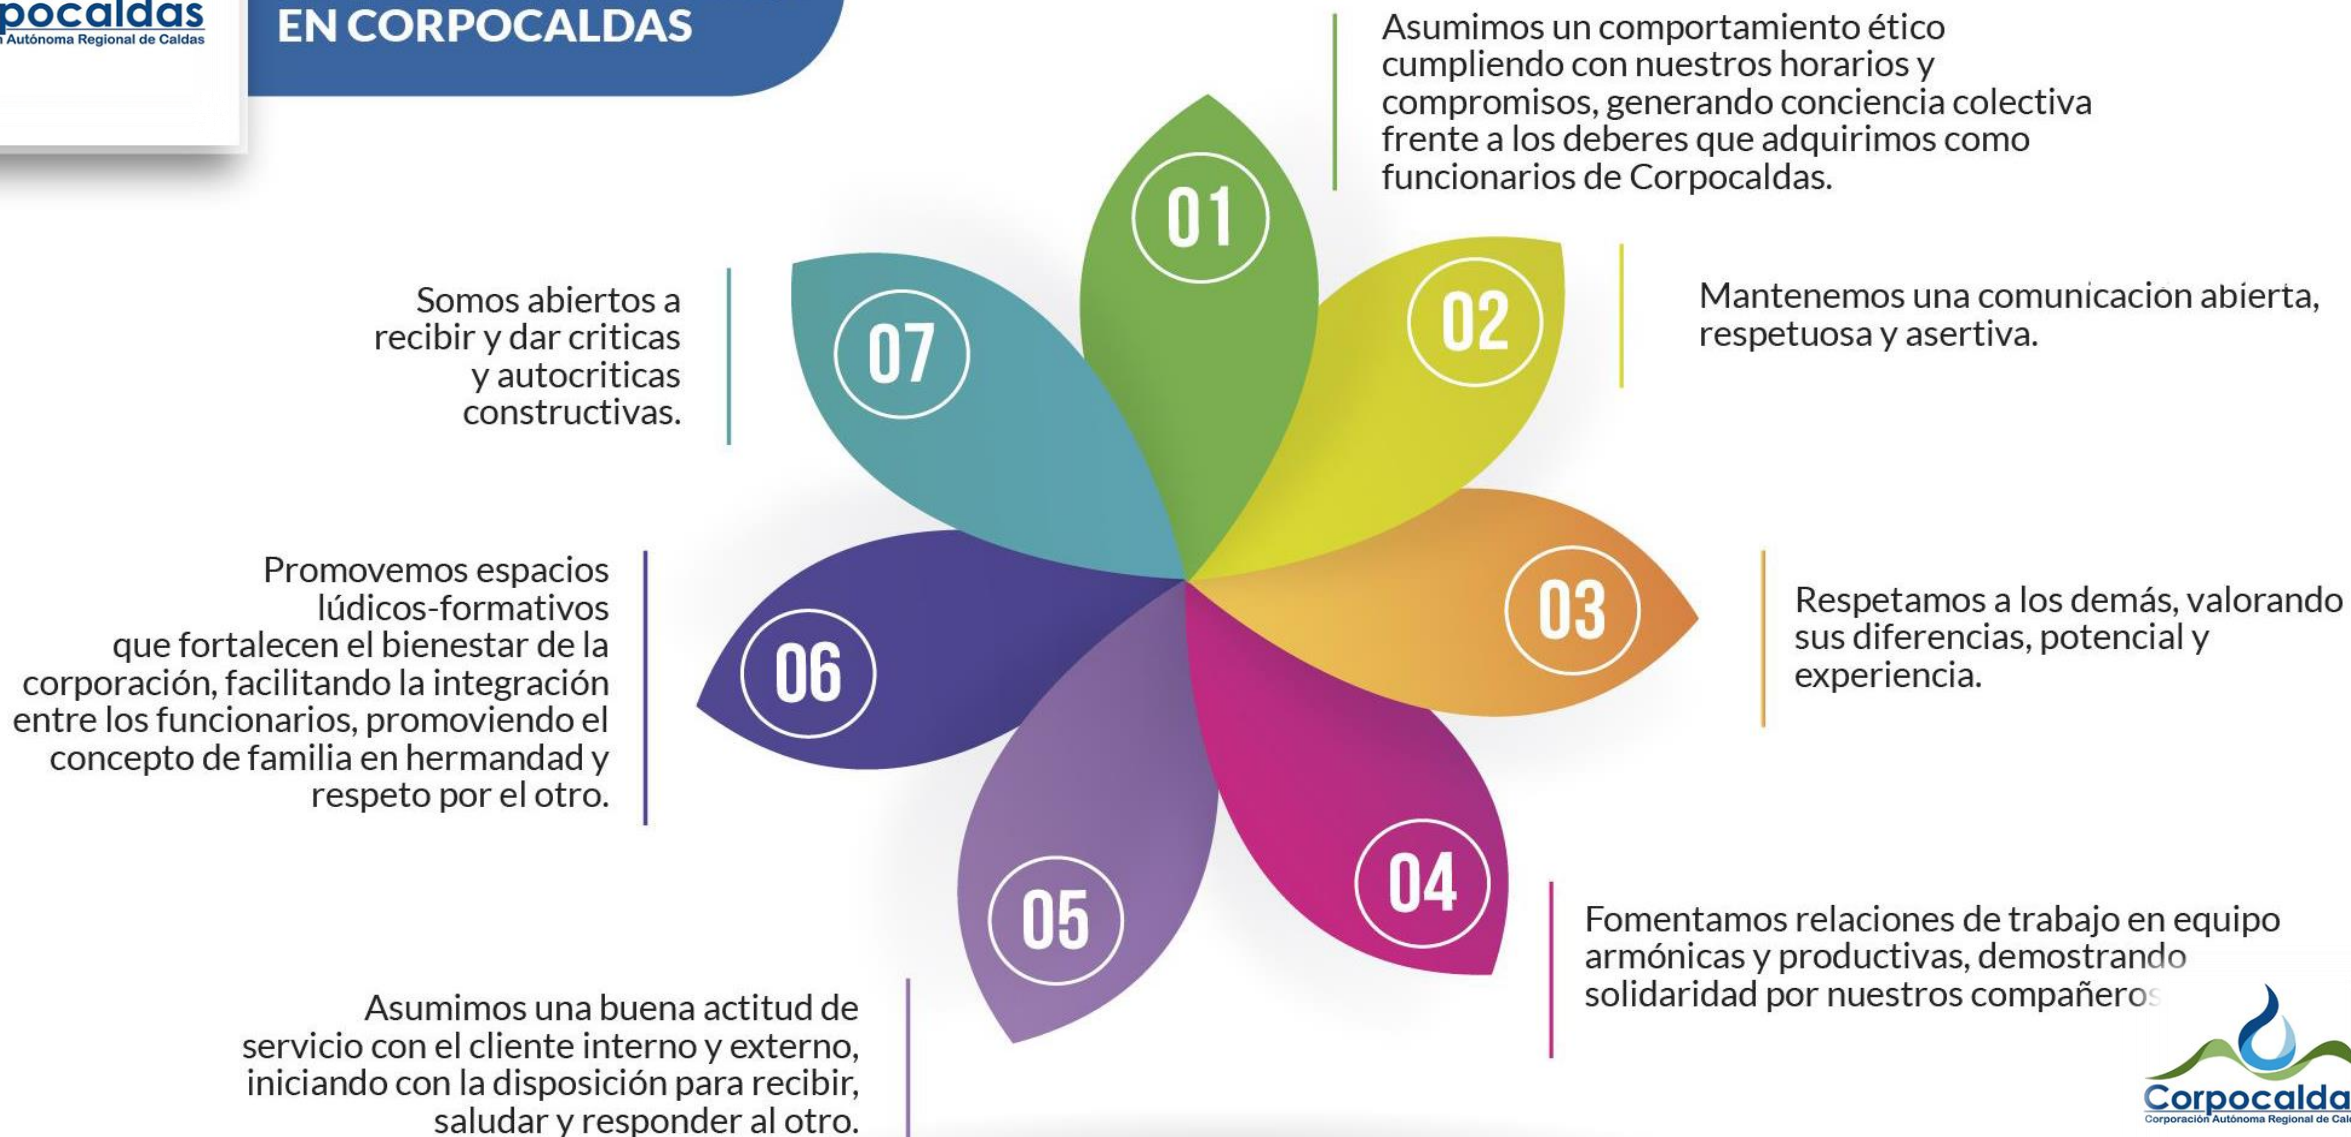 pocaldas
Autónoma Regional de Caldas
EN CORPOCALDAS
01
Asumimos un comportamiento ético
cumpliendo con nuestros horarios y
compromisos, generando conciencia colectiva
frente a los deberes que adquirimos como
funcionarios de Corpocaldas.
02
Mantenemos una comunicación abierta,
respetuosa y asertiva.
03
Respetamos a los demás, valorando
sus diferencias, potencial y
experiencia.
04
Fomentamos relaciones de trabajo en equipo
armónicas y productivas, demostrando
solidaridad por nuestros compañeros
05
Asumimos una buena actitud de
servicio con el cliente interno y externo,
iniciando con la disposición para recibir,
saludar y responder al otro.
06
Promovemos espacios
lúdicos-formativos
que fortalecen el bienestar de la
corporación, facilitando la integración
entre los funcionarios, promoviendo el
concepto de familia en hermandad y
respeto por el otro.
07
Somos abiertos a
recibir y dar criticas
y autocriticas
constructivas.
Corpocalda
Corporación Autónoma Regional de Cal